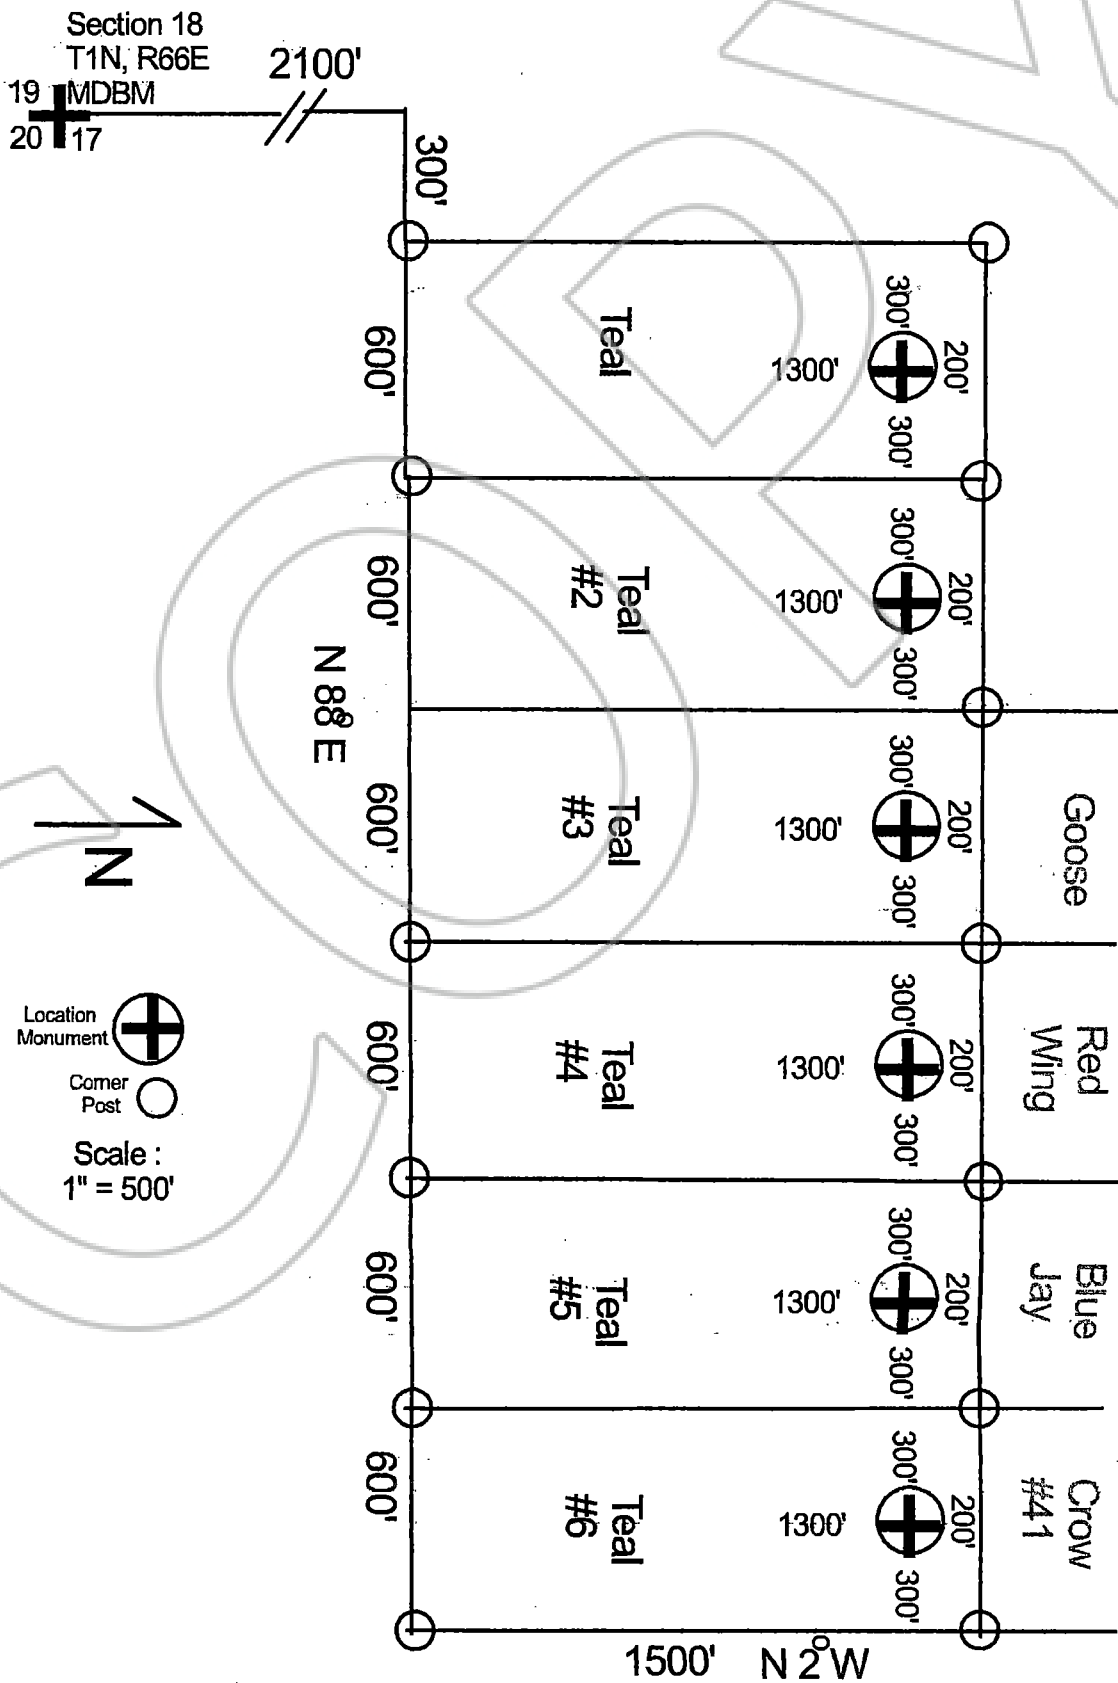 Section 18
T1N, R66E
MDBM
19
20
17
2100'
300'
600'
Teal
1300'
300'
200'
300'
600'
Teal
#2
1300'
300'
200'
300'
N 88° E
600'
Teal
#3
1300'
300'
200'
300'
Goose
N
600'
Teal
#4
1300'
300'
200'
300'
Red
Wing
Location
Monument
Corner
Post
Scale :
1" = 500'
600'
Teal
#5
1300'
300'
200'
300'
Blue
Jay
600'
Teal
#6
1300'
300'
200'
300'
Crow
#41
1500'
N 2° W
COPY